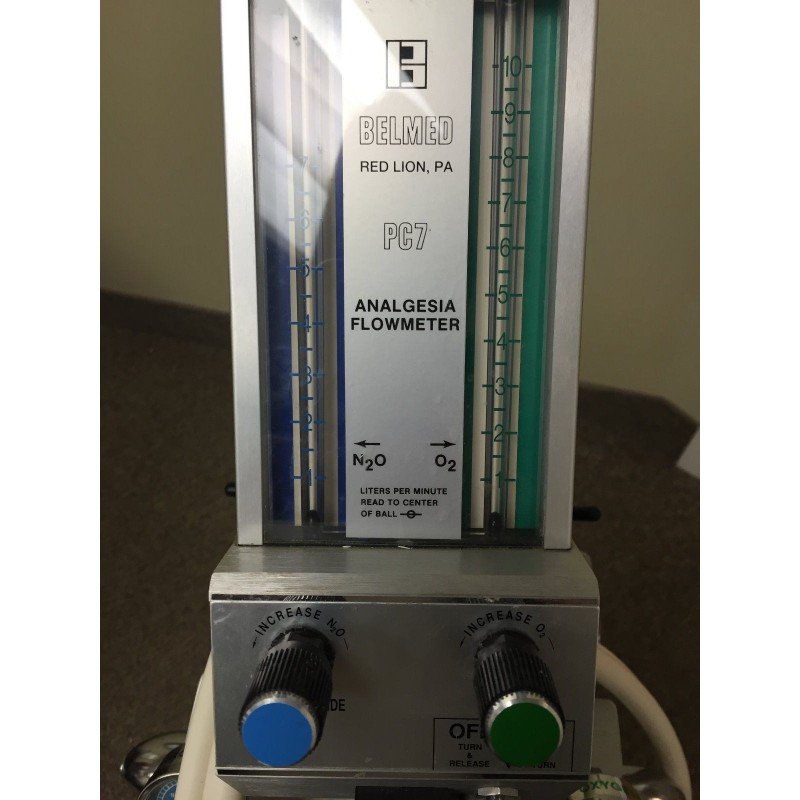 BELMED
RED LION, PA
PC7
ANALGESIA
FLOWMETER
N₂O O₂
LITERS PER MINUTE
READ TO CENTER
OF BALL
7
6
5
4
3
2
1
10
9
8
7
6
5
4
3
2
1
INCREASE N₂O
INCREASE O₂
TURN
&
RELEASE
TURN